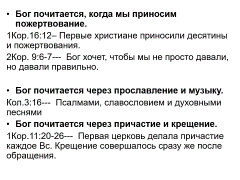 • Бог почитается, когда мы приносим
пожертвование.
1Кор.16:12– Первые христиане приносили десятины
и пожертвования.
2Кор. 9:6-7--- Бог хочет, чтобы мы не просто давали,
но давали правильно.
• Бог почитается через прославление и музыку.
Кол.3:16--- Псалмами, славословием и духовными
песнями
• Бог почитается через причастие и крещение.
1Кор.11:20-26--- Первая церковь делала причастие
каждое Вс. Крещение совершалось сразу же после
обращения.